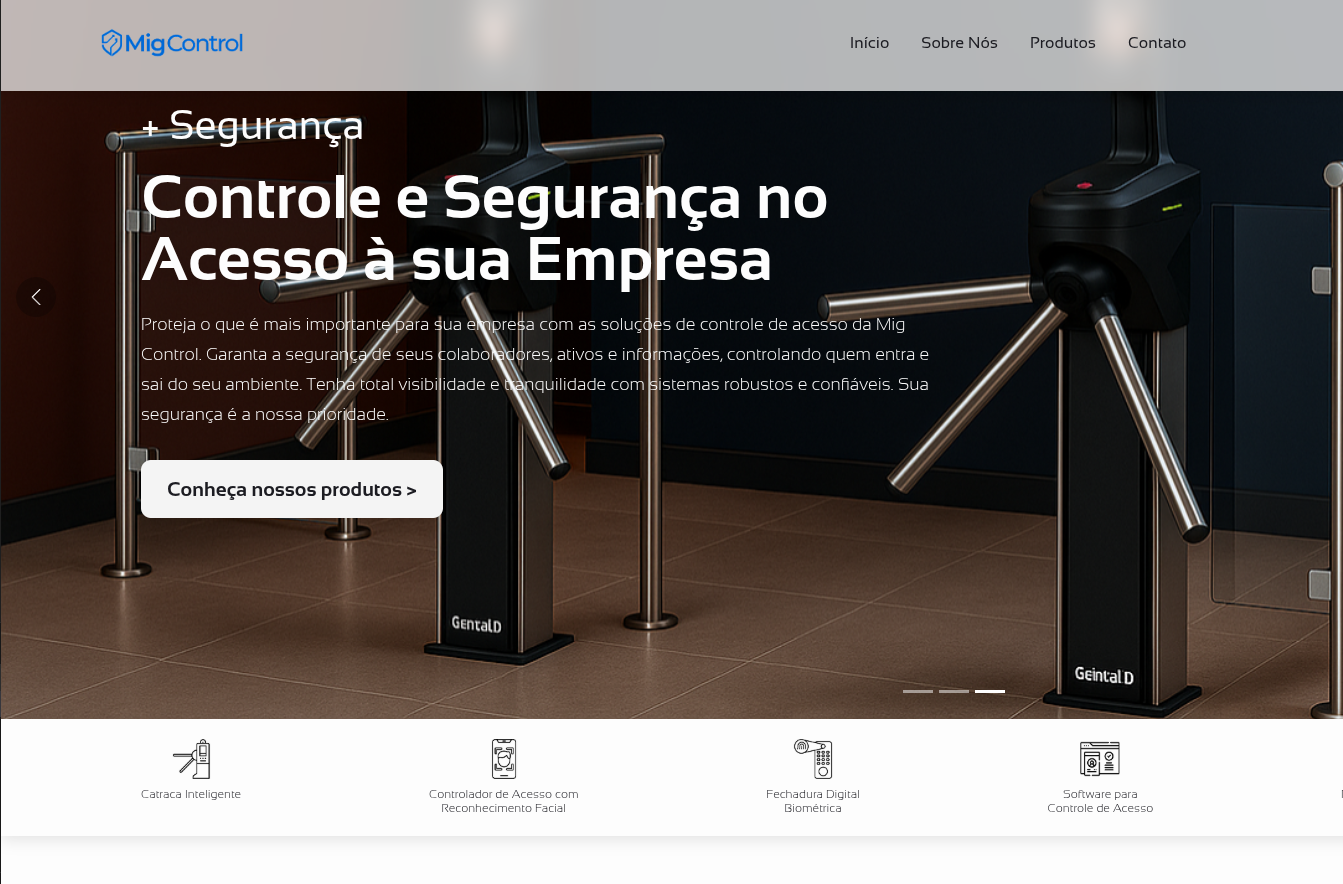 MigControl
Início
Sobre Nós
Produtos
Contato
+ Segurança
Controle e Segurança no
Acesso à sua Empresa
Proteja o que é mais importante para sua empresa com as soluções de controle de acesso da Mig
Control. Garanta a segurança de seus colaboradores, ativos e informações, controlando quem entra e
sai do seu ambiente. Tenha total visibilidade e tranquilidade com sistemas robustos e confiáveis. Sua
segurança é a nossa prioridade.
Conheça nossos produtos >
GentalD
Geintal'D
Catraca Inteligente
Controlador de Acesso com
Reconhecimento Facial
Fechadura Digital
Biométrica
Software para
Controle de Acesso